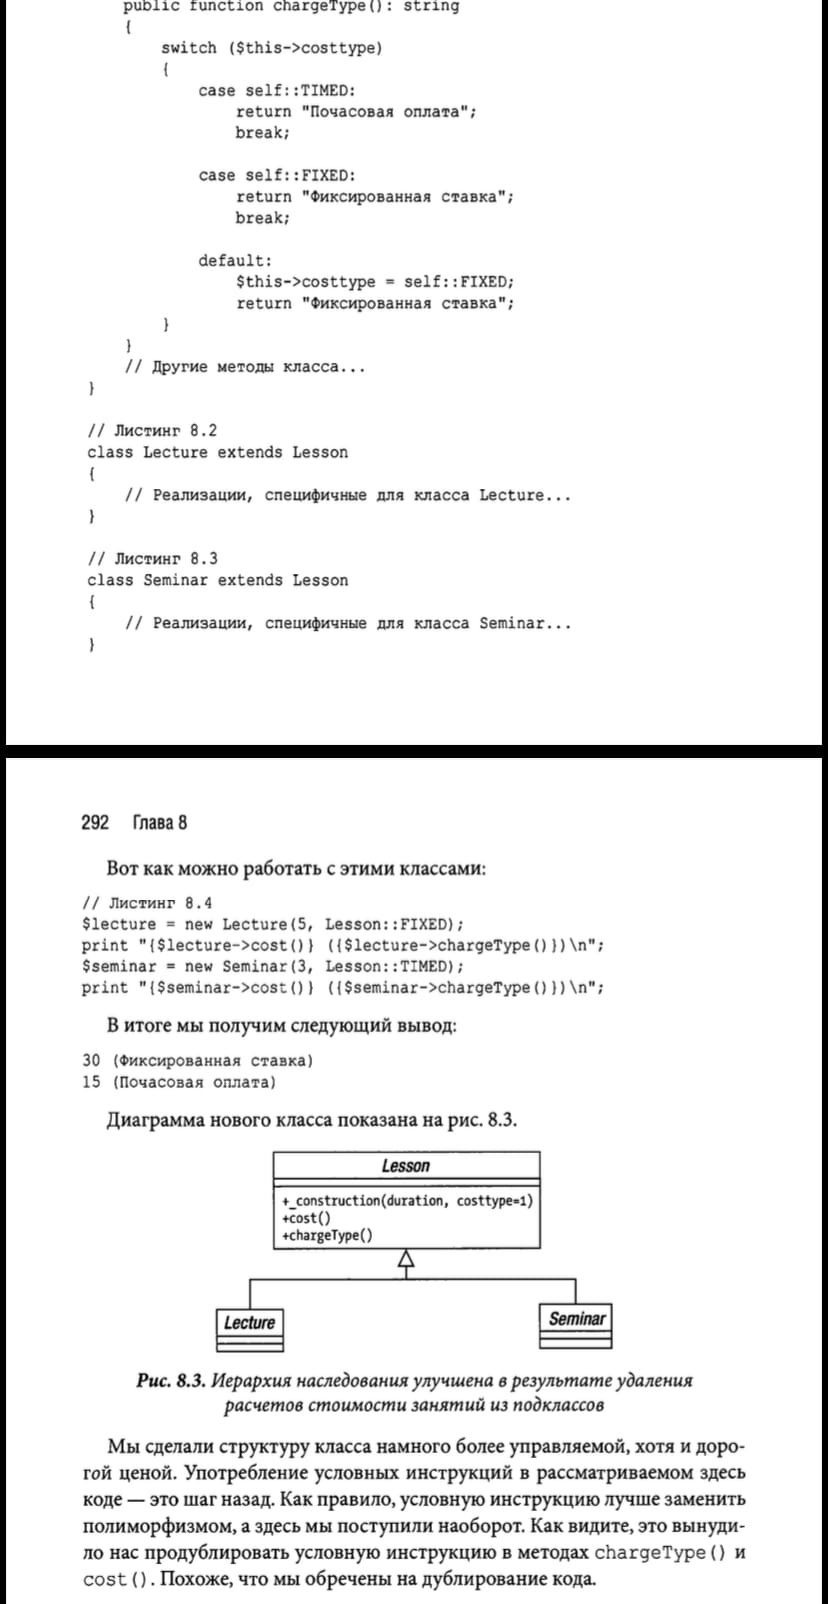 public function chargeType(): string
{
switch ($this->costtype)
{
case self::TIMED:
return "Почасовая оплата";
break;
case self::FIXED:
return "Фиксированная ставка";
break;
default:
$this->costtype = self::FIXED;
return "Фиксированная ставка";
}
}
// Другие методы класса...
}
// Листинг 8.2
class Lecture extends Lesson
{
// Реализации, специфичные для класса Lecture...
}
// Листинг 8.3
class Seminar extends Lesson
{
// Реализации, специфичные для класса Seminar...
}
292 Глава 8
Вот как можно работать с этими классами:
// Листинг 8.4
$lecture = new Lecture(5, Lesson::FIXED);
print "{$lecture->cost()} ({$lecture->chargeType()})\n";
$seminar = new Seminar(3, Lesson::TIMED);
print "{$seminar->cost()} ({$seminar->chargeType()})\n";
В итоге мы получим следующий вывод:
30 (Фиксированная ставка)
15 (Почасовая оплата)
Диаграмма нового класса показана на рис. 8.3.
Lesson
+_construction(duration, costtype=1)
+cost()
+chargeType()
Lecture
Seminar
Рис. 8.3. Иерархия наследования улучшена в результате удаления
расчетов стоимости занятий из подклассов
Мы сделали структуру класса намного более управляемой, хотя и доро-
гой ценой. Употребление условных инструкций в рассматриваемом здесь
коде — это шаг назад. Как правило, условную инструкцию лучше заменить
полиморфизмом, а здесь мы поступили наоборот. Как видите, это вынуди-
ло нас продублировать условную инструкцию в методах chargeType() и
cost(). Похоже, что мы обречены на дублирование кода.